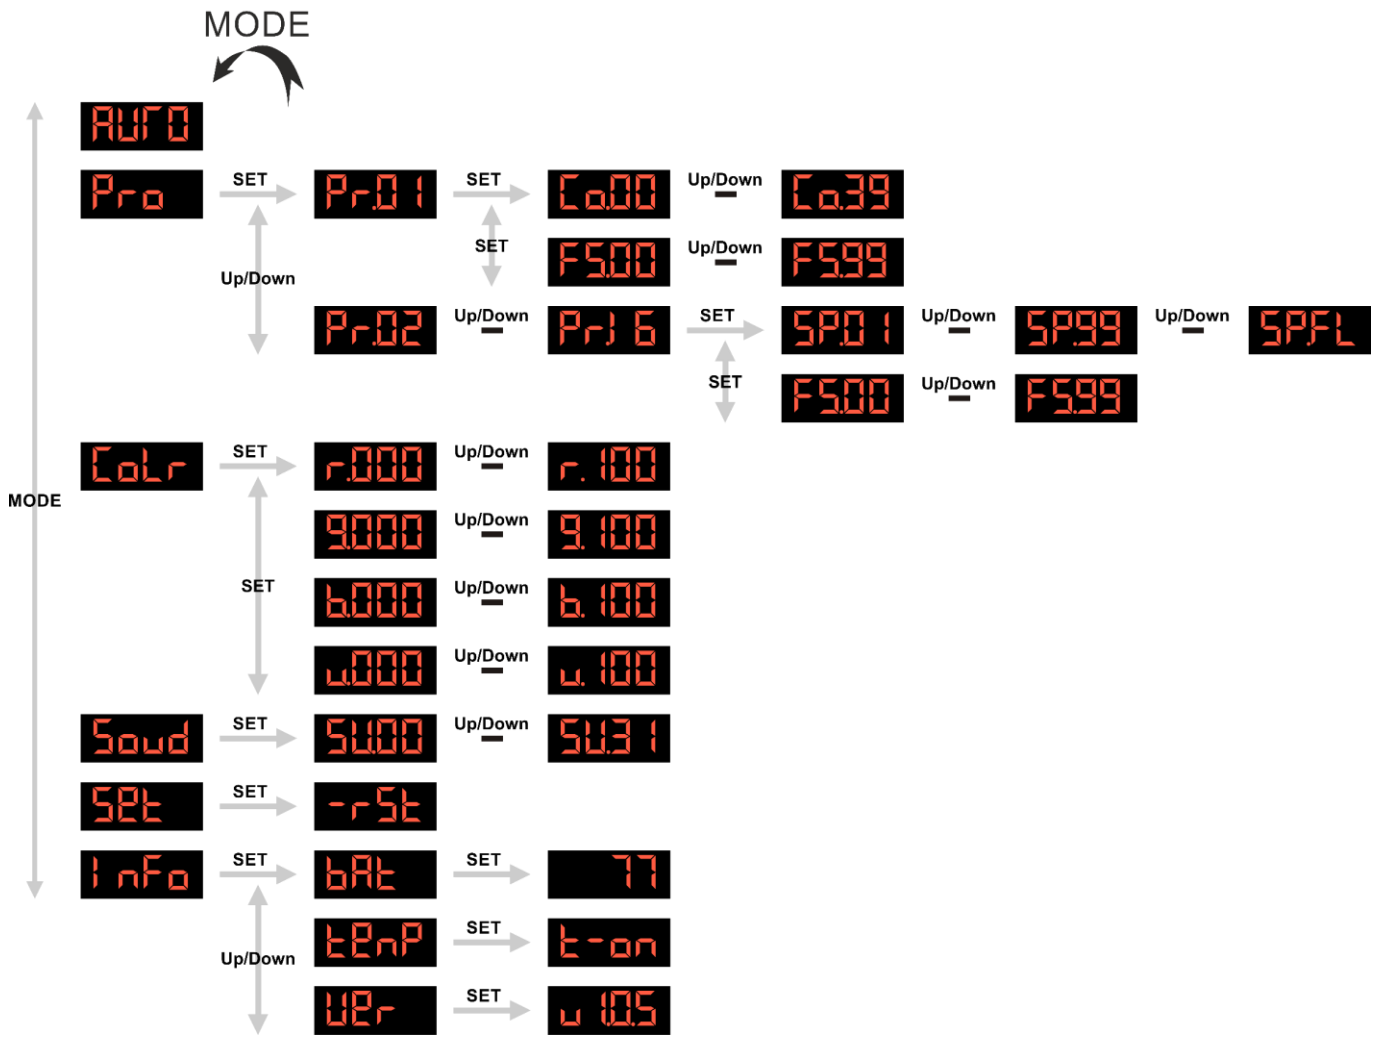 MODE
AUTO
Pro SET Pr.01 SET Co.00 Up/Down Co.39
SET FS.00 Up/Down FS.99
Up/Down
Pr.02 Up/Down Pr.16 SET SP.01 Up/Down SP.99 Up/Down SP.FL
SET FS.00 Up/Down FS.99
CoLr SET r.000 Up/Down r.100
MODE
g.000 Up/Down g.100
SET b.000 Up/Down b.100
u.000 Up/Down u.100
Soud SET SU.00 Up/Down SU.31
Set SET -rSt
InFo SET bAt SET 77
tenP SET t-on
Up/Down
Uer SET u 1.0.5